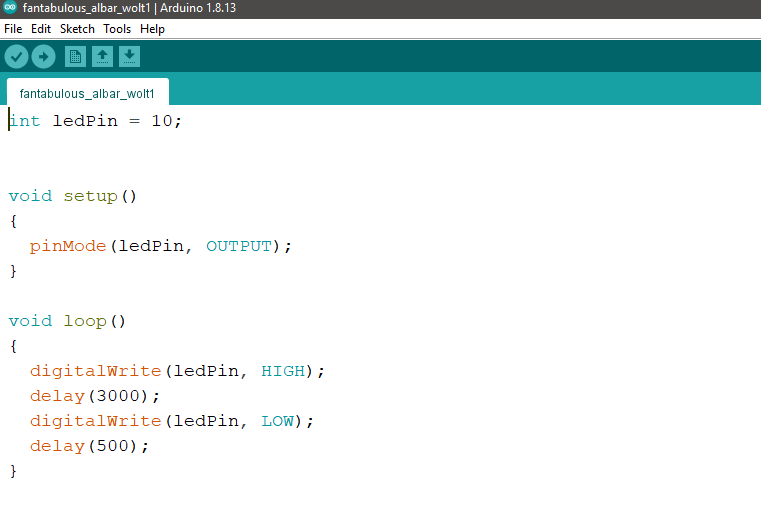 fantabulous_albar_wolt1 | Arduino 1.8.13
File Edit Sketch Tools Help
fantabulous_albar_wolt1
int ledPin = 10;
void setup()
{
  pinMode(ledPin, OUTPUT);
}
void loop()
{
  digitalWrite(ledPin, HIGH);
  delay(3000);
  digitalWrite(ledPin, LOW);
  delay(500);
}